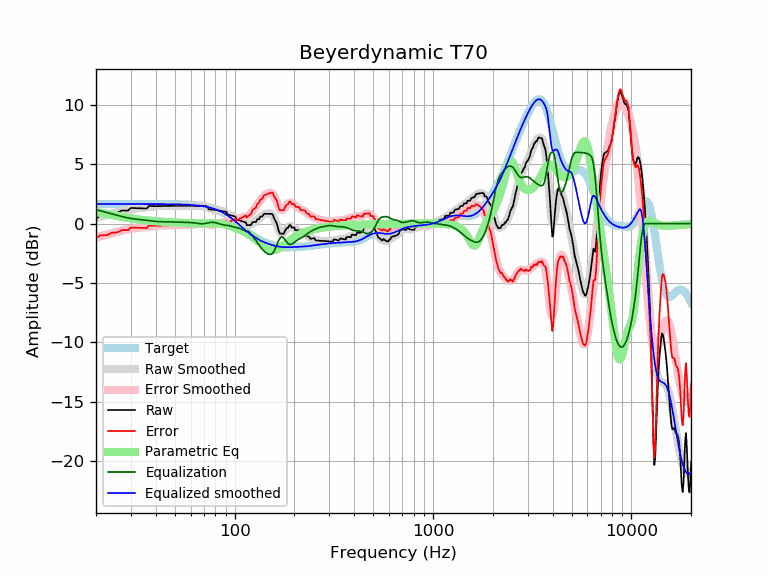 Beyerdynamic T70
Amplitude (dBr)
10
5
0
−5
−10
−15
−20
Target
Raw Smoothed
Error Smoothed
Raw
Error
Parametric Eq
Equalization
Equalized smoothed
100
1000
10000
Frequency (Hz)